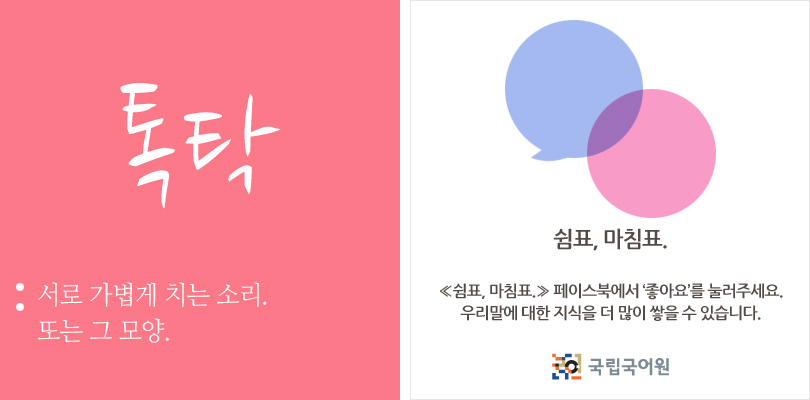 톡탁
: 서로 가볍게 치는 소리.
또는 그 모양.
쉼표, 마침표.
≪쉼표, 마침표.≫ 페이스북에서 ‘좋아요’를 눌러주세요.
우리말에 대한 지식을 더 많이 쌓을 수 있습니다.
국립국어원